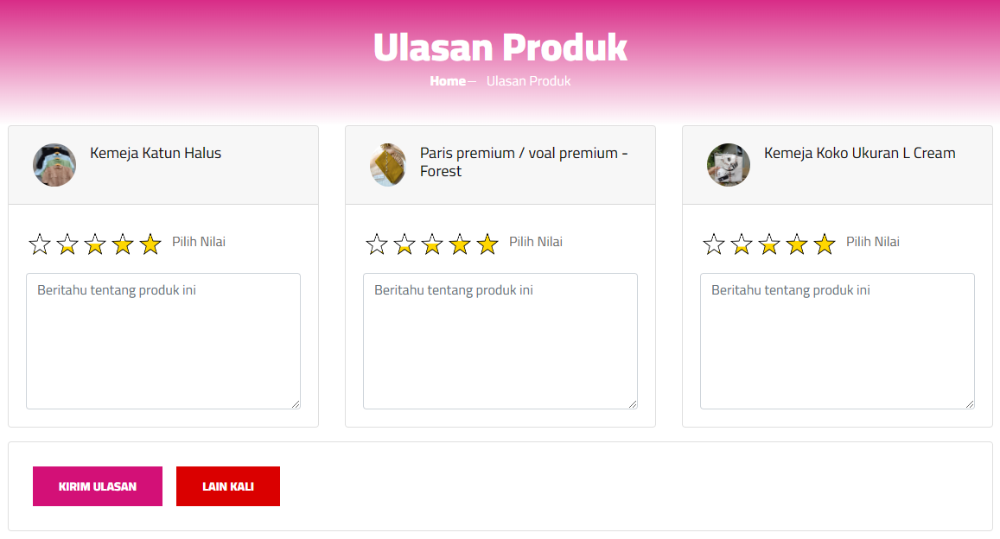 Ulasan Produk
Home — Ulasan Produk
Kemeja Katun Halus
Pilih Nilai
Beritahu tentang produk ini
Paris premium / voal premium -
Forest
Pilih Nilai
Beritahu tentang produk ini
Kemeja Koko Ukuran L Cream
Pilih Nilai
Beritahu tentang produk ini
KIRIM ULASAN
LAIN KALI